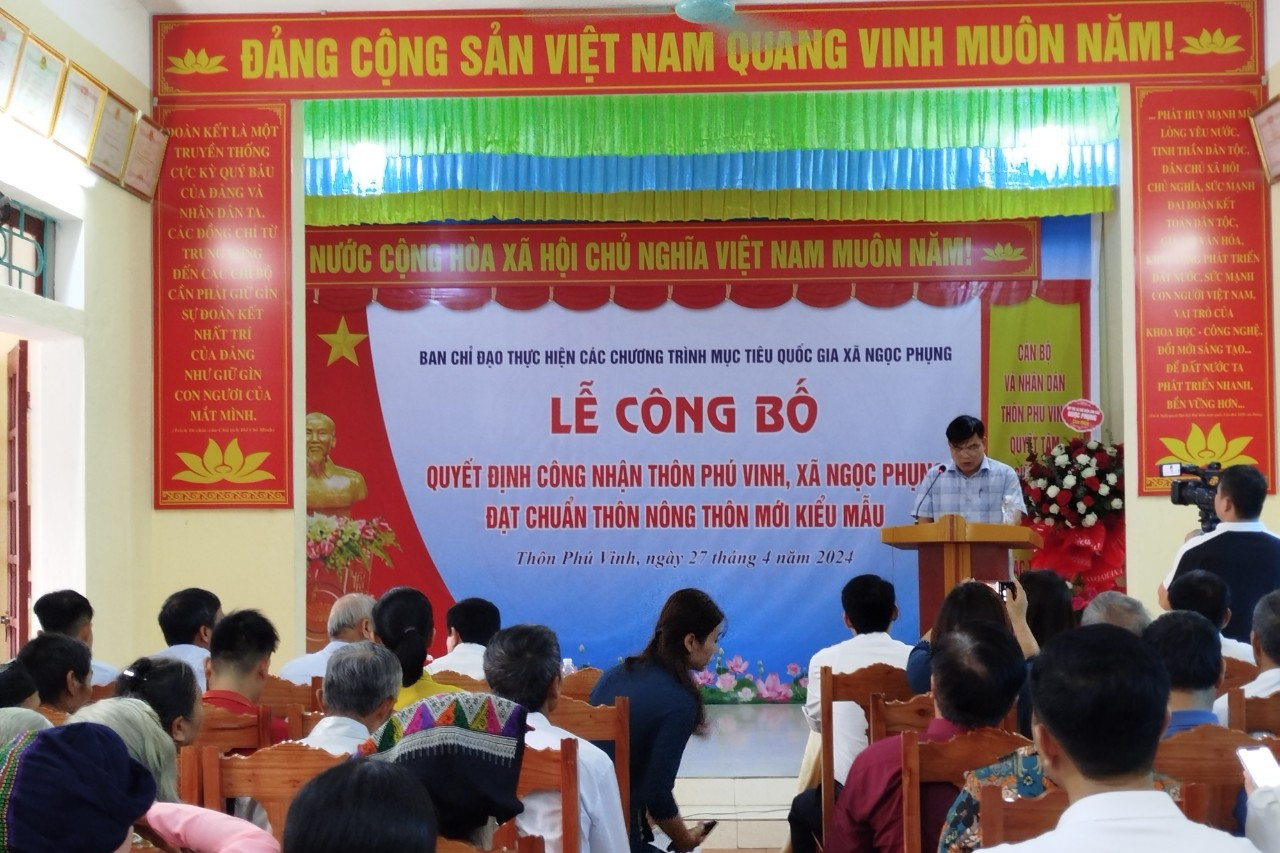 ĐẢNG CỘNG SẢN VIỆT NAM QUANG VINH MUÔN NĂM!
ĐOÀN KẾT LÀ MỘT
TRUYỀN THỐNG
CỰC KỲ QUÝ BÁU
CỦA ĐẢNG VÀ
NHÂN DÂN TA.
CÁC ĐỒNG CHÍ TỪ
TRUNG ƯƠNG
ĐẾN CÁC CHI BỘ
CẦN PHẢI GIỮ GÌN
SỰ ĐOÀN KẾT
NHẤT TRÍ
CỦA ĐẢNG
NHƯ GIỮ GÌN
CON NGƯƠI CỦA
MẮT MÌNH.
NƯỚC CỘNG HÒA XÃ HỘI CHỦ NGHĨA VIỆT NAM MUÔN NĂM!
BAN CHỈ ĐẠO THỰC HIỆN CÁC CHƯƠNG TRÌNH MỤC TIÊU QUỐC GIA XÃ NGỌC PHỤNG
LỄ CÔNG BỐ
QUYẾT ĐỊNH CÔNG NHẬN THÔN PHÚ VINH, XÃ NGỌC PHỤNG
ĐẠT CHUẨN THÔN NÔNG THÔN MỚI KIỂU MẪU
Thôn Phú Vinh, ngày 27 tháng 4 năm 2024
CÁN BỘ
VÀ NHÂN DÂN
THÔN PHÚ VINH
QUYẾT TÂM
NGỌC PHỤNG
... PHÁT HUY MẠNH MẼ
LÒNG YÊU NƯỚC,
TINH THẦN DÂN TỘC,
DÂN CHỦ XÃ HỘI
CHỦ NGHĨA, SỨC MẠNH
ĐẠI ĐOÀN KẾT
TOÀN DÂN TỘC,
VĂN HÓA,
PHÁT TRIỂN
ĐẤT NƯỚC, SỨC MẠNH
CON NGƯỜI VIỆT NAM.
VAI TRÒ CỦA
KHOA HỌC - CÔNG NGHỆ,
ĐỔI MỚI SÁNG TẠO...
ĐỂ ĐẤT NƯỚC TA
PHÁT TRIỂN NHANH,
BỀN VỮNG HƠN...